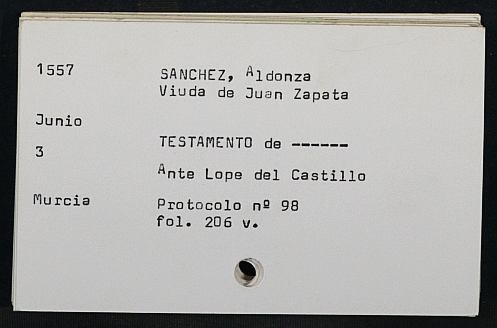 1557 SANCHEZ, Aldonza
Viuda de Juan Zapata
Junio
TESTAMENTO de ------
3
Ante Lope del Castillo
Murcia Protocolo nº 98
fol. 206 v.